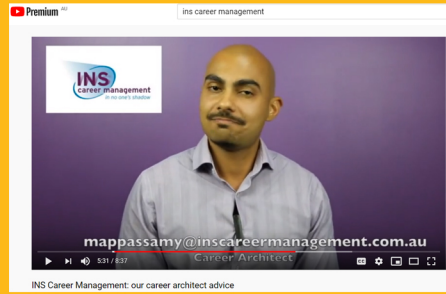 Premium AU
ins career management
INS
career management
in no one's shadow
mappassamy@inscareermanagement.com.au
Career Architect
5:31 / 8:37
CC
INS Career Management: our career architect advice